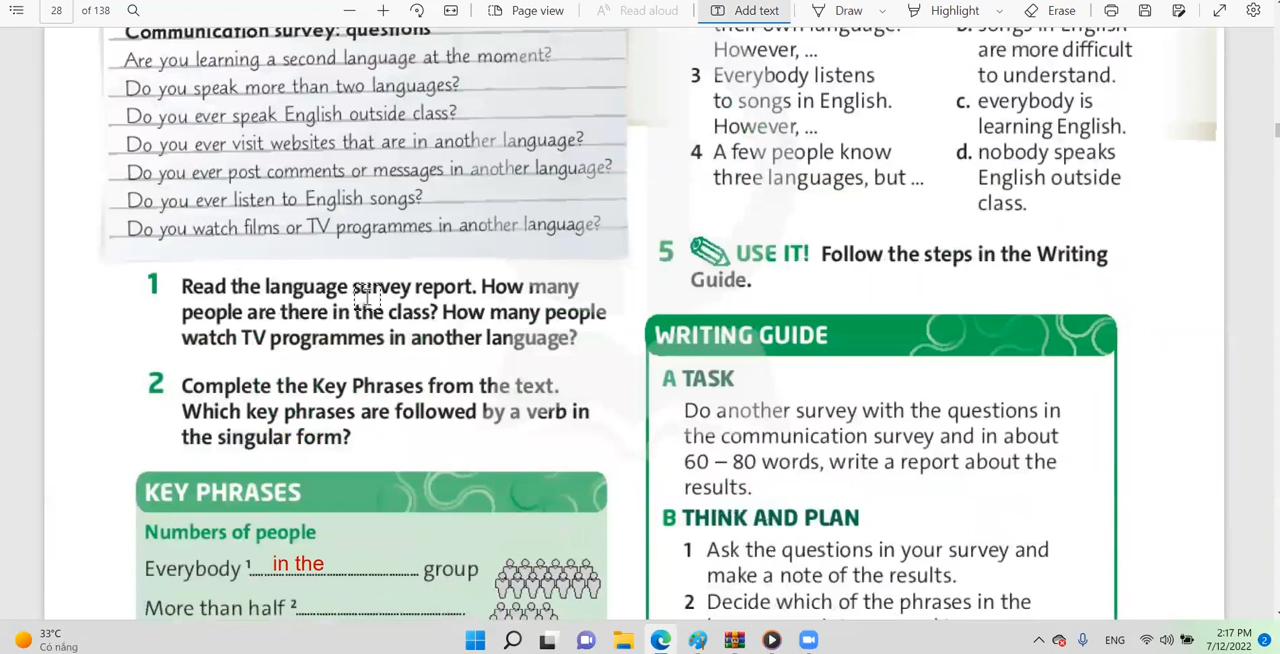 28 of 138 Page view Read aloud Add text Draw Highlight Erase
Communication survey: questions
Are you learning a second language at the moment?
Do you speak more than two languages?
Do you ever speak English outside class?
Do you ever visit websites that are in another language?
Do you ever post comments or messages in another language?
Do you ever listen to English songs?
Do you watch films or TV programmes in another language?
1 Read the language survey report. How many
people are there in the class? How many people
watch TV programmes in another language?
2 Complete the Key Phrases from the text.
Which key phrases are followed by a verb in
the singular form?
KEY PHRASES
Numbers of people
Everybody 1 in the group
More than half 2
their own language.
However, ...
3 Everybody listens
to songs in English.
However, ...
4 A few people know
three languages, but ...
b. songs in English
are more difficult
to understand.
c. everybody is
learning English.
d. nobody speaks
English outside
class.
5 USE IT! Follow the steps in the Writing
Guide.
WRITING GUIDE
A TASK
Do another survey with the questions in
the communication survey and in about
60 – 80 words, write a report about the
results.
B THINK AND PLAN
1 Ask the questions in your survey and
make a note of the results.
2 Decide which of the phrases in the
33°C
Có nắng
ENG
2:17 PM
7/12/2022
2